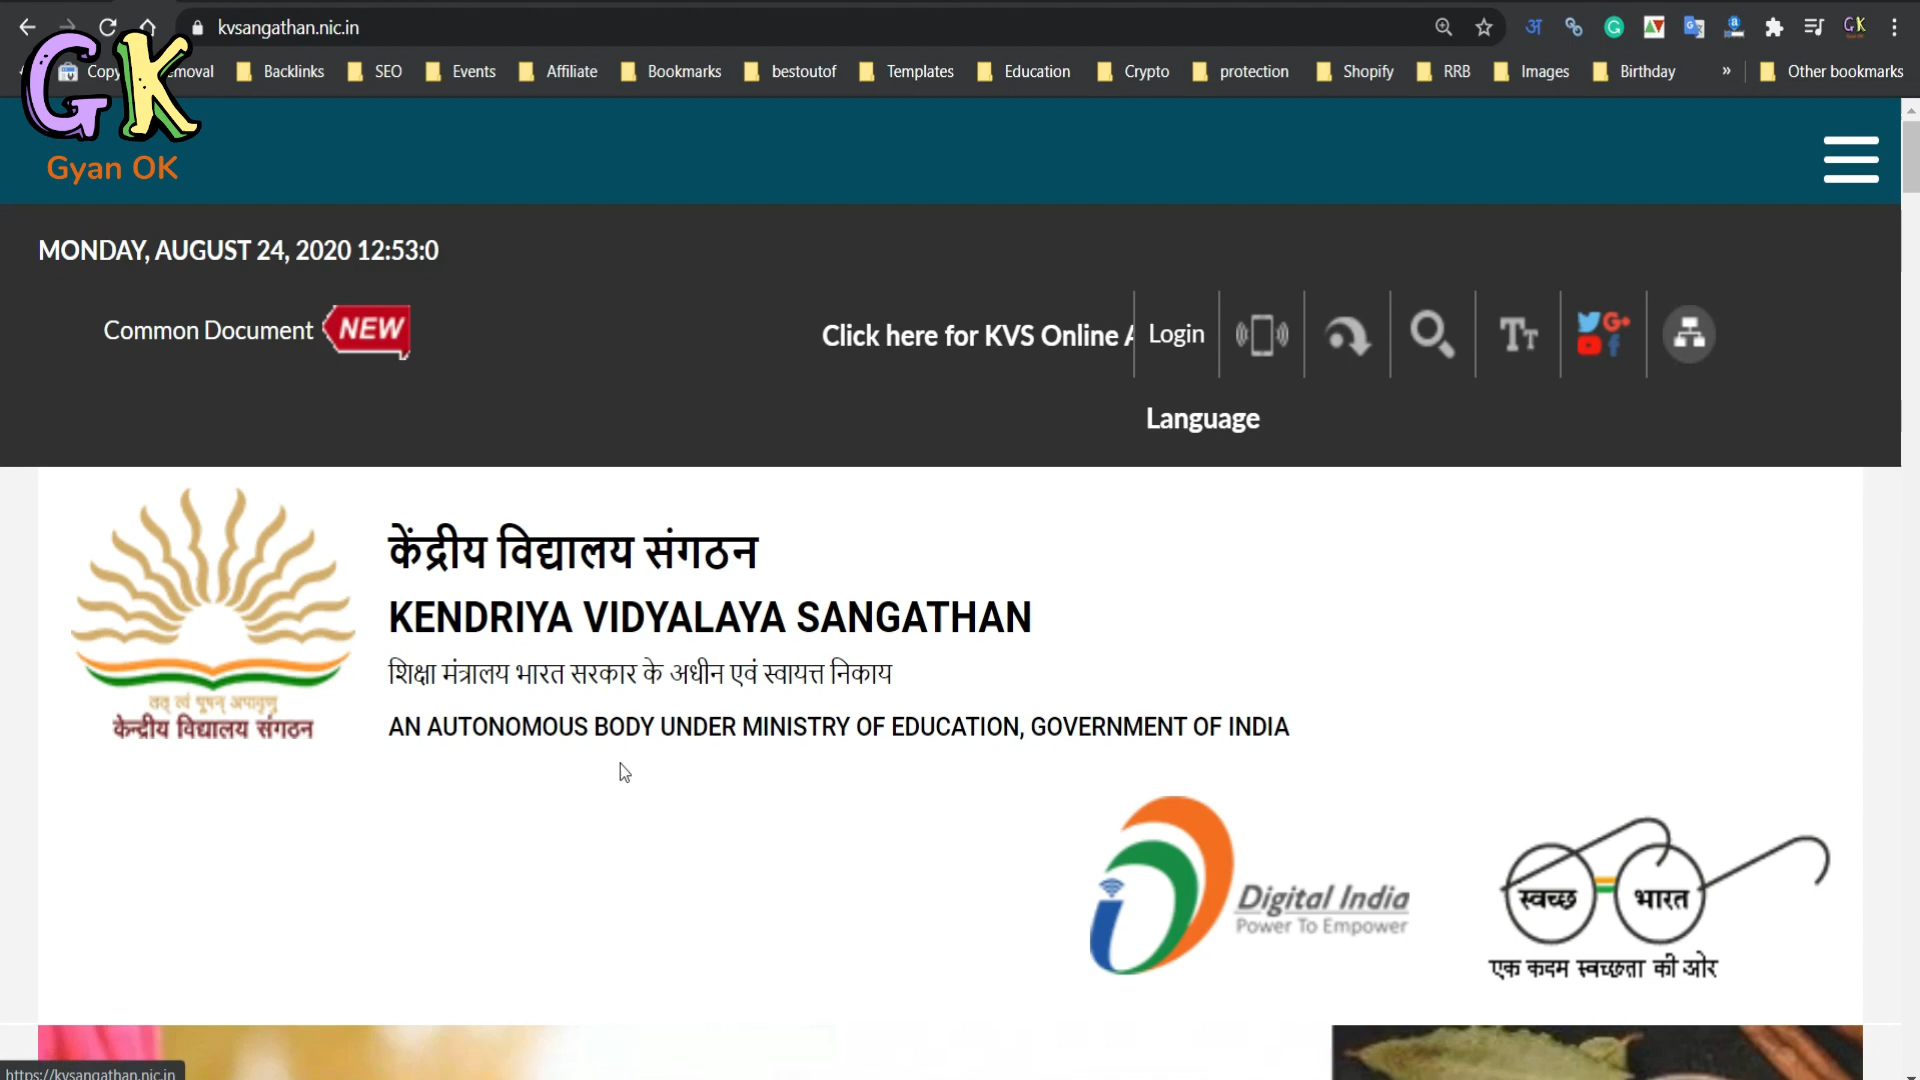 kvsangathan.nic.in
Backlinks SEO Events Affiliate Bookmarks bestoutof Templates Education Crypto protection Shopify RRB Images Birthday » Other bookmarks
GK
Gyan OK
MONDAY, AUGUST 24, 2020 12:53:0
Common Document NEW
Click here for KVS Online
Login
Language
केंद्रीय विद्यालय संगठन
KENDRIYA VIDYALAYA SANGATHAN
शिक्षा मंत्रालय भारत सरकार के अधीन एवं स्वायत्त निकाय
AN AUTONOMOUS BODY UNDER MINISTRY OF EDUCATION, GOVERNMENT OF INDIA
तत् त्वं पूषन् अपावृणु
केन्द्रीय विद्यालय संगठन
Digital India
Power To Empower
स्वच्छ भारत
एक कदम स्वच्छता की ओर
https://kvsangathan.nic.in